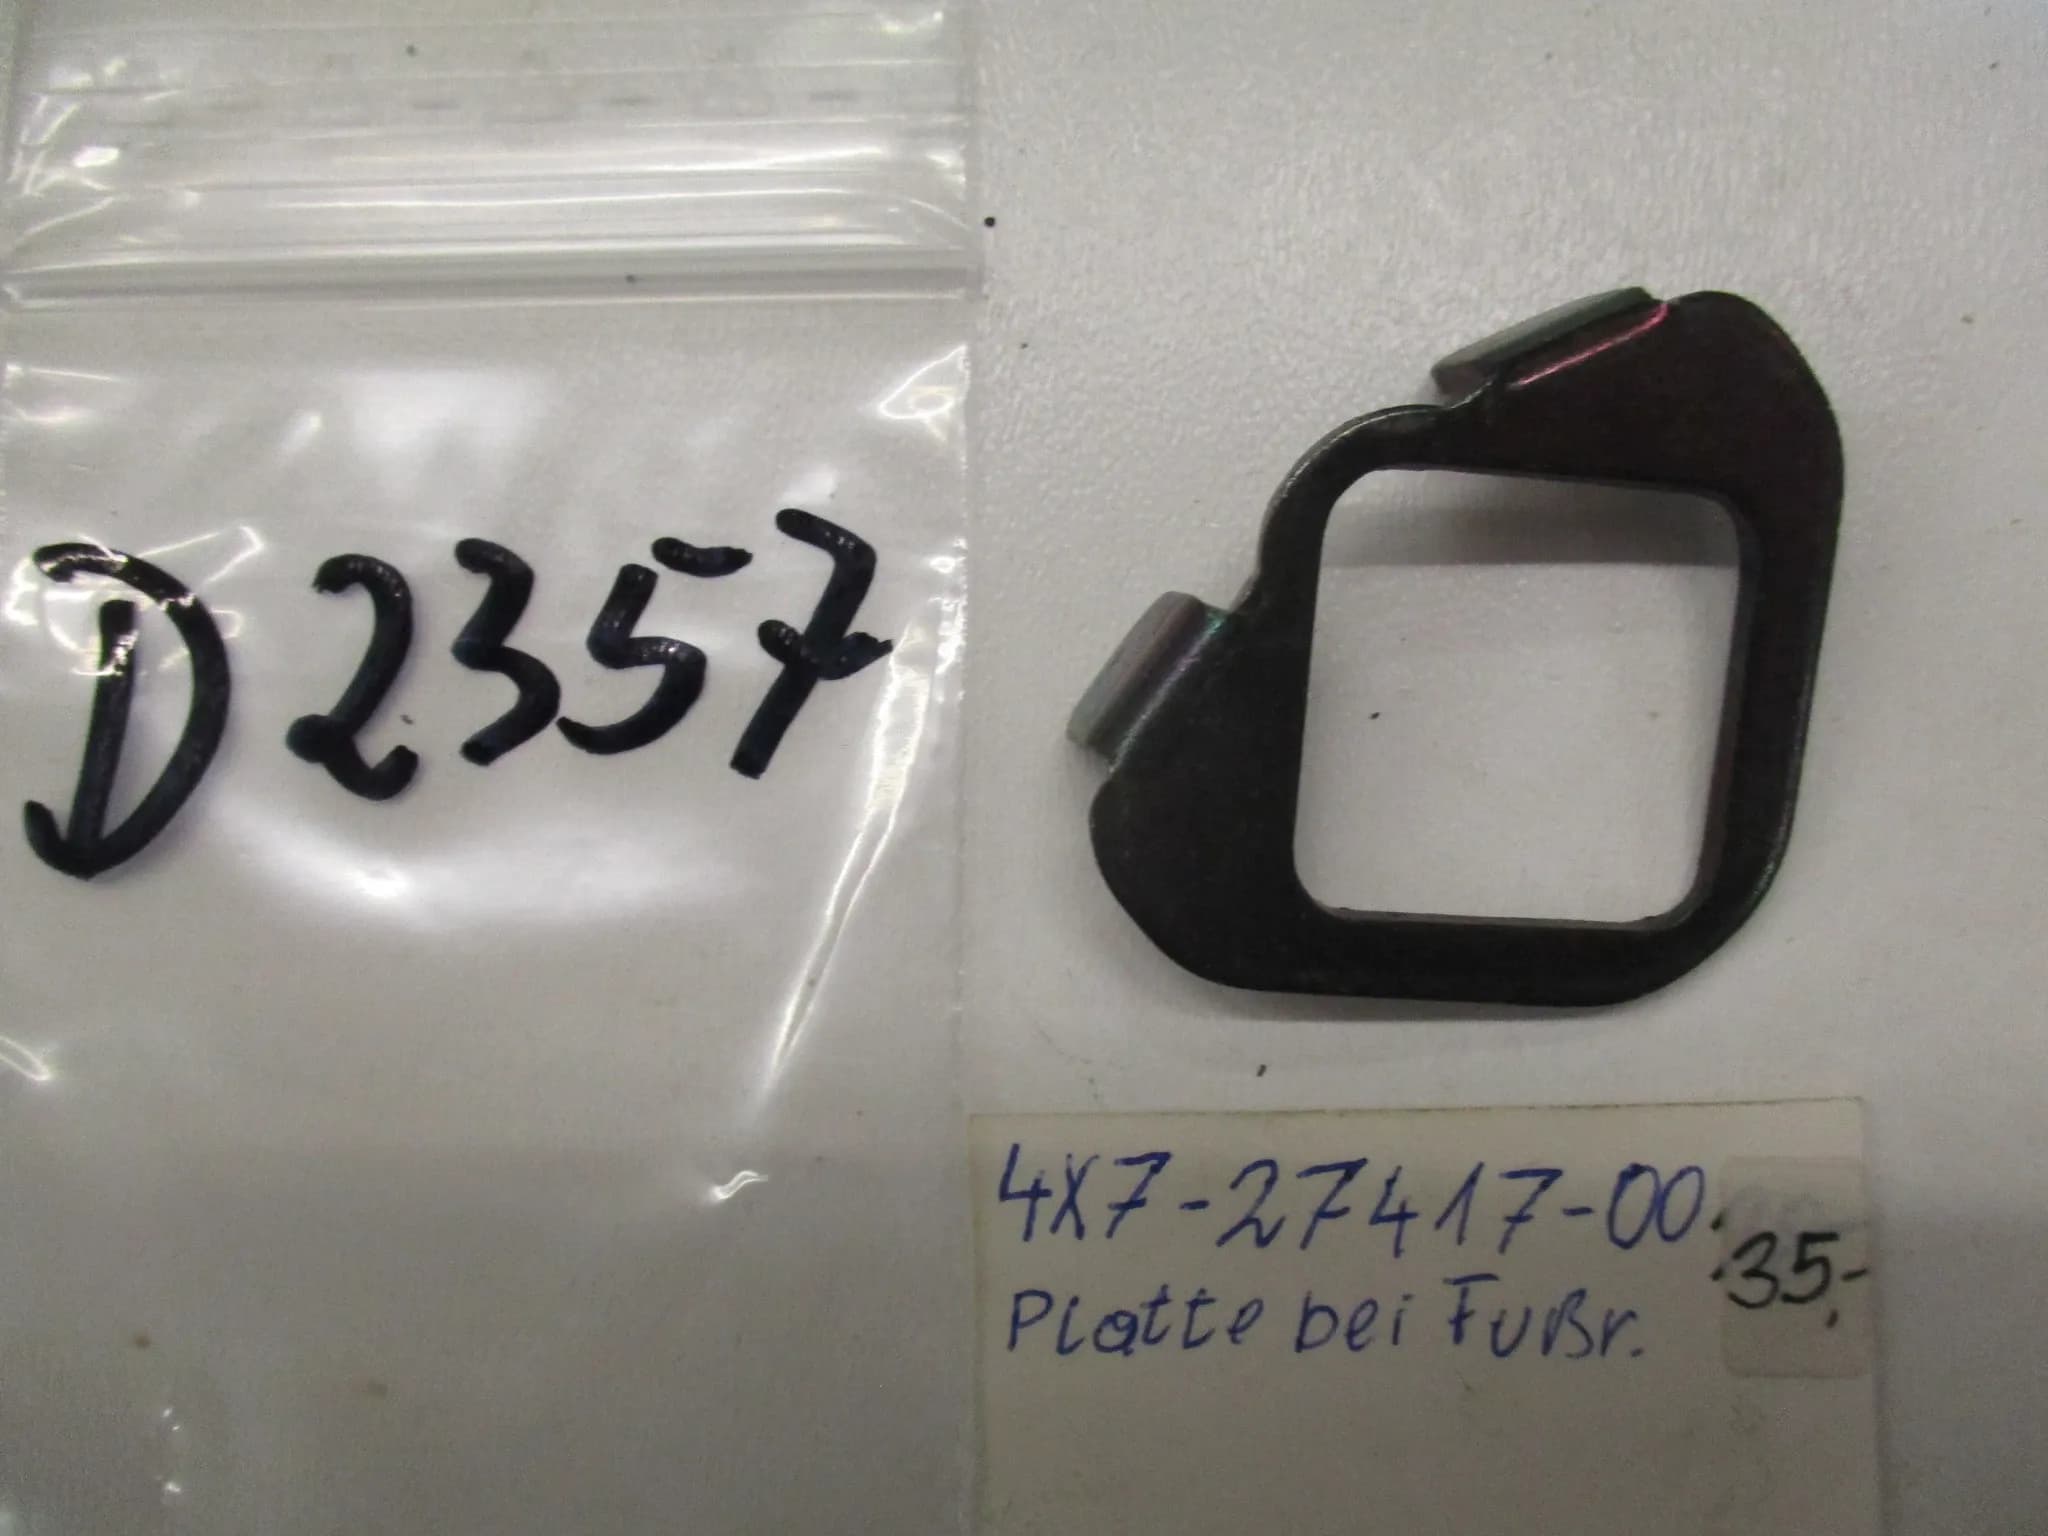 D2357
4X7-27417-00
Platte bei Fußr.
35,-